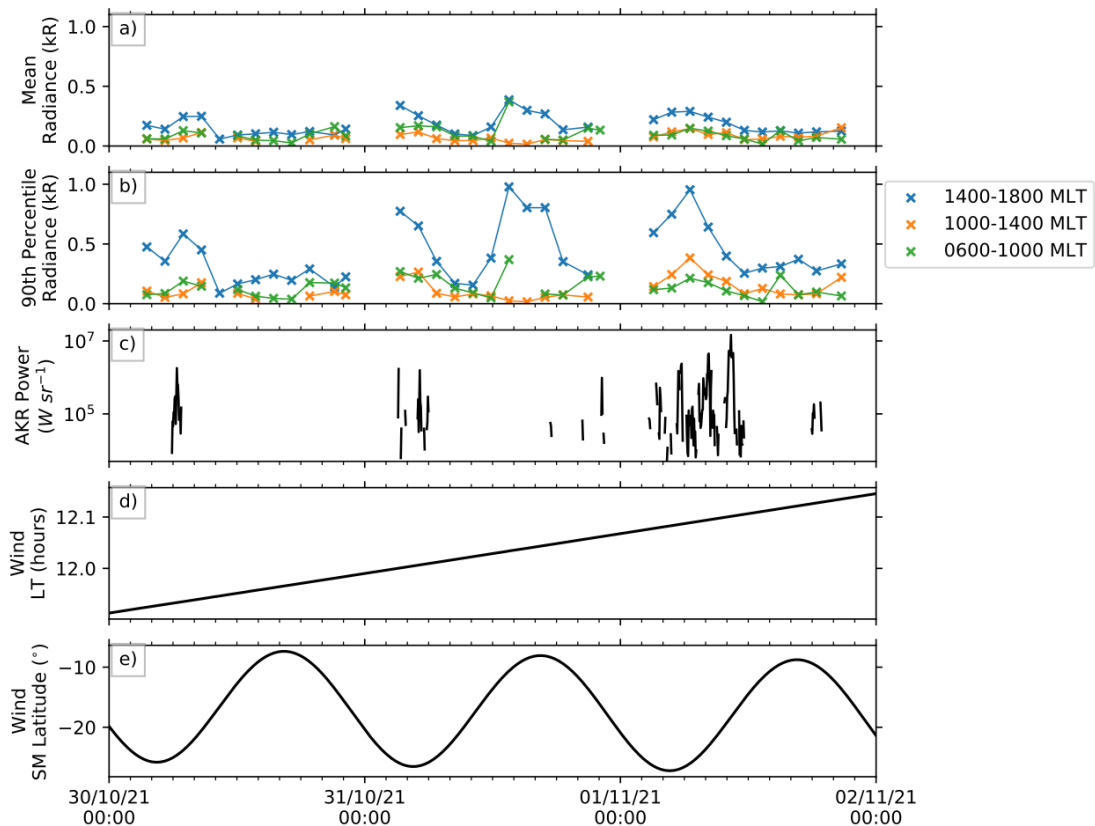 a)
Mean
Radiance (kR)
1.0
0.5
0.0
b)
90th Percentile
Radiance (kR)
1.0
0.5
0.0
1400-1800 MLT
1000-1400 MLT
0600-1000 MLT
c)
AKR Power
(W sr⁻¹)
10⁷
10⁵
d)
Wind
LT (hours)
12.1
12.0
e)
Wind
SM Latitude (°)
−10
−20
30/10/21
00:00
31/10/21
00:00
01/11/21
00:00
02/11/21
00:00